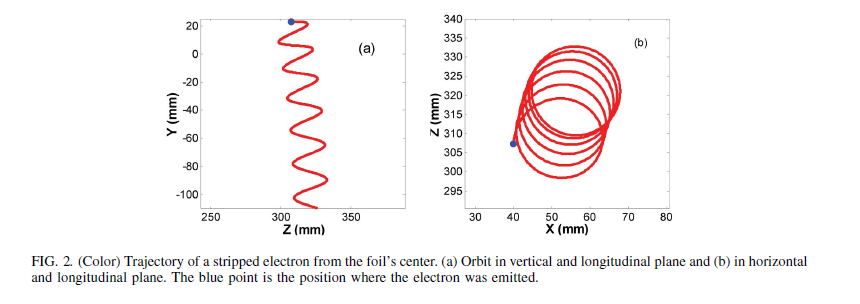 20
0
-20
-40
-60
-80
-100
Y (mm)
(a)
250 300 350
Z (mm)
340
335
330
325
320
315
310
305
300
295
Z (mm)
(b)
30 40 50 60 70 80
X (mm)
FIG. 2. (Color) Trajectory of a stripped electron from the foil’s center. (a) Orbit in vertical and longitudinal plane and (b) in horizontal
and longitudinal plane. The blue point is the position where the electron was emitted.